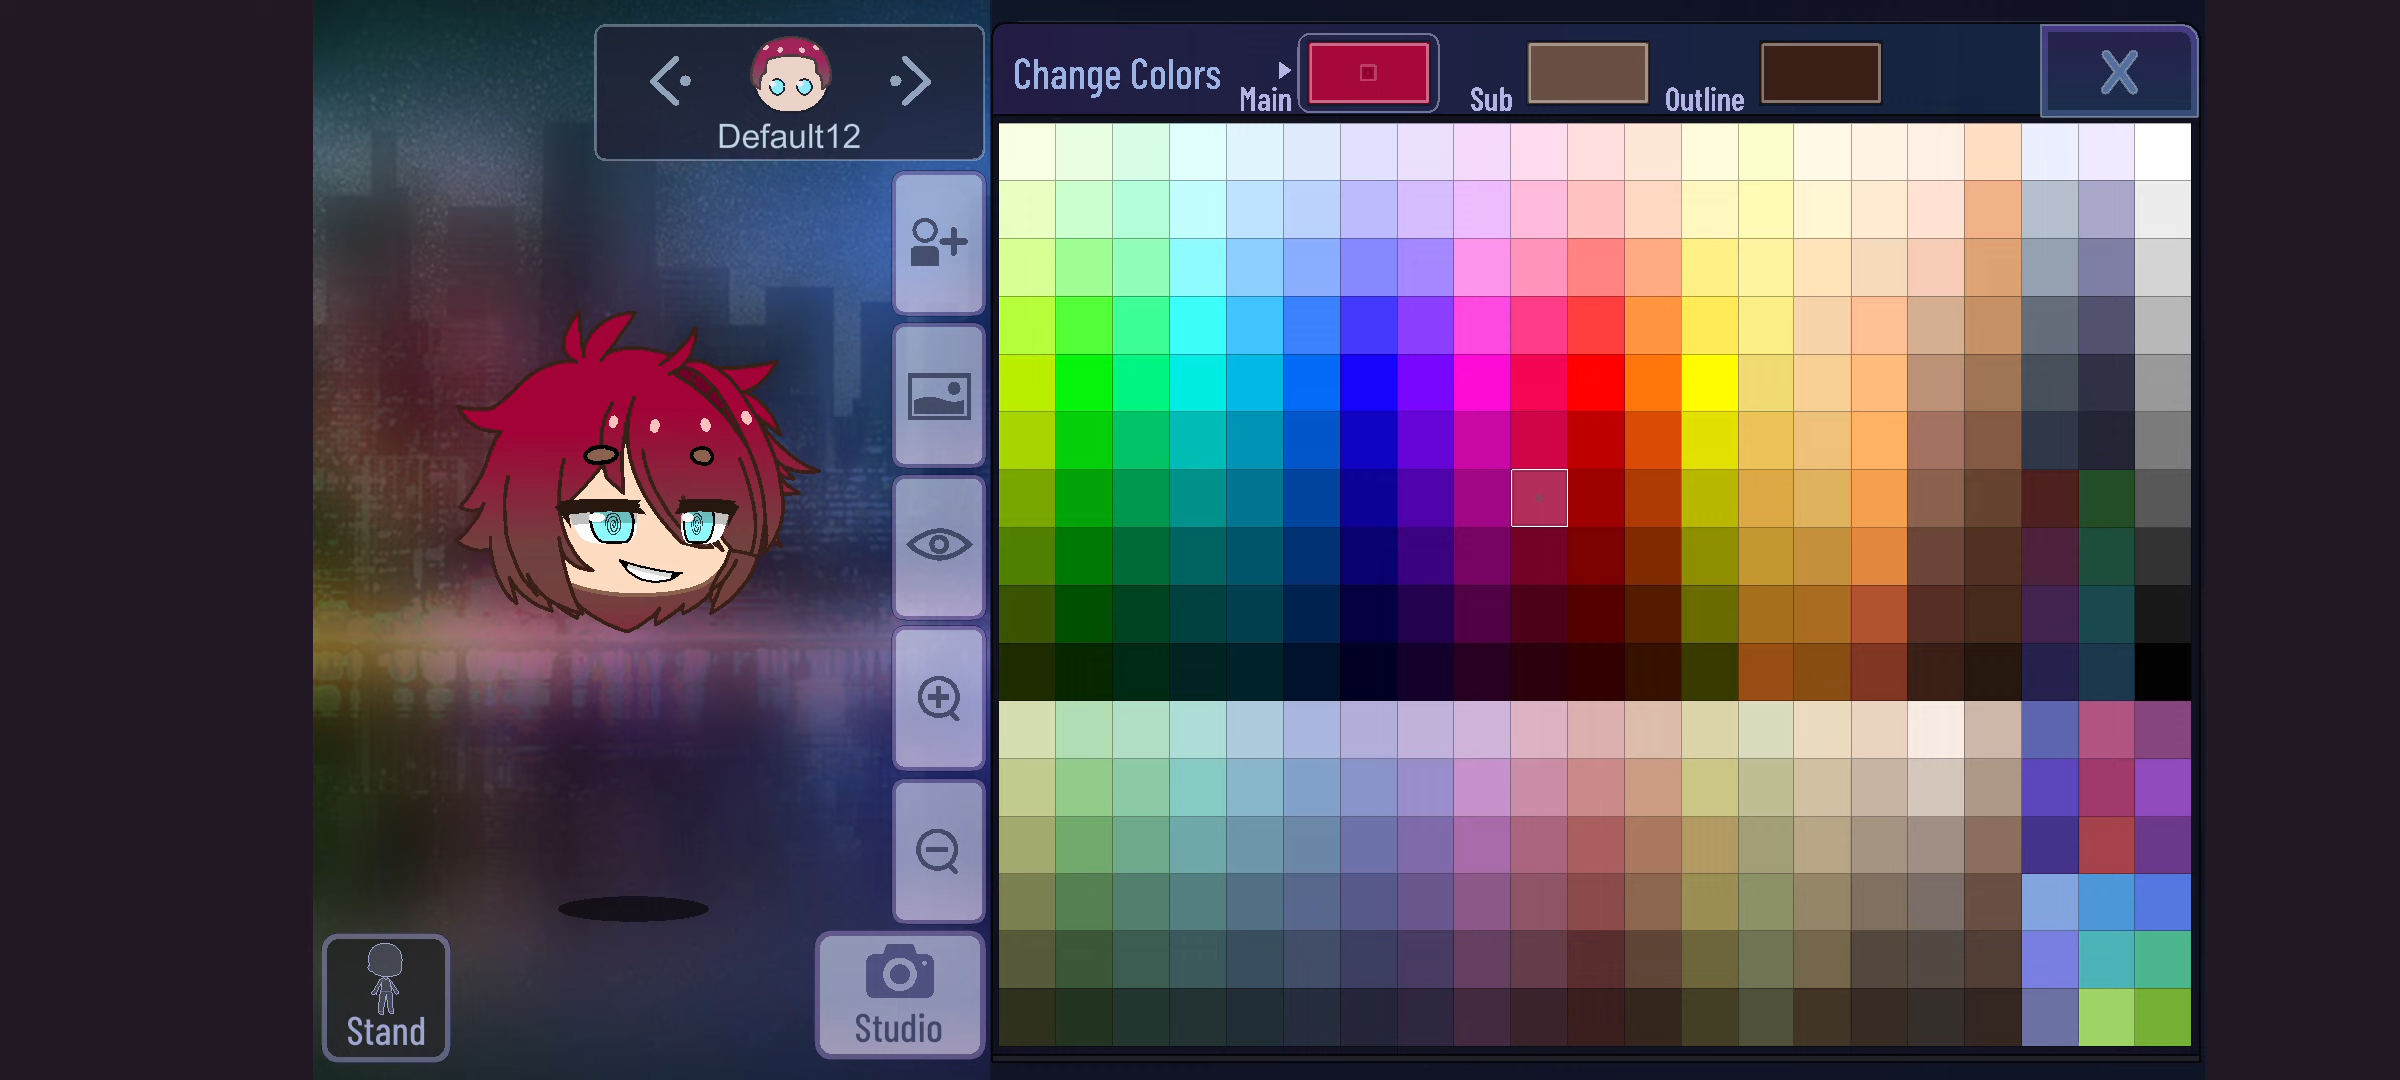 Default12
Change Colors
Main
Sub
Outline
X
Stand
Studio